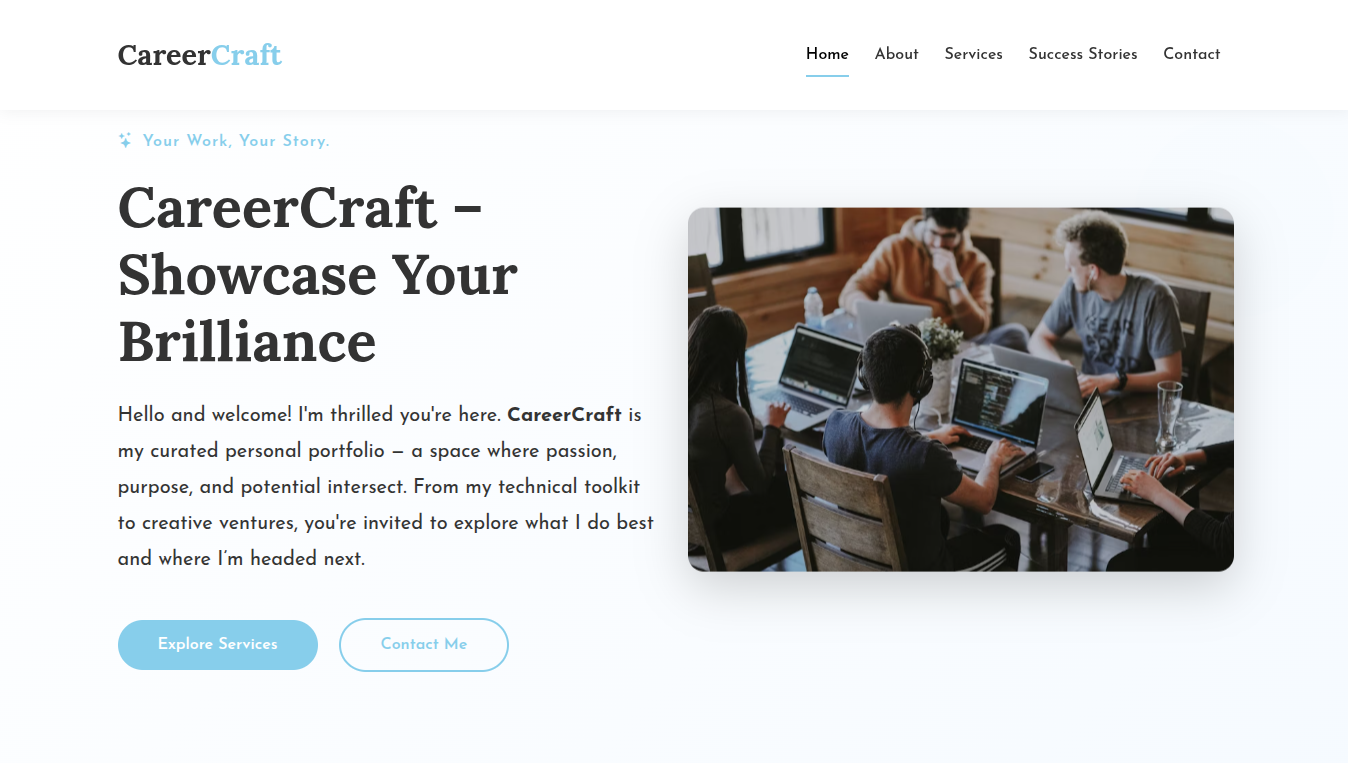 CareerCraft
Home About Services Success Stories Contact
Your Work, Your Story.
CareerCraft –
Showcase Your
Brilliance
Hello and welcome! I'm thrilled you're here. CareerCraft is
my curated personal portfolio — a space where passion,
purpose, and potential intersect. From my technical toolkit
to creative ventures, you're invited to explore what I do best
and where I’m headed next.
Explore Services
Contact Me